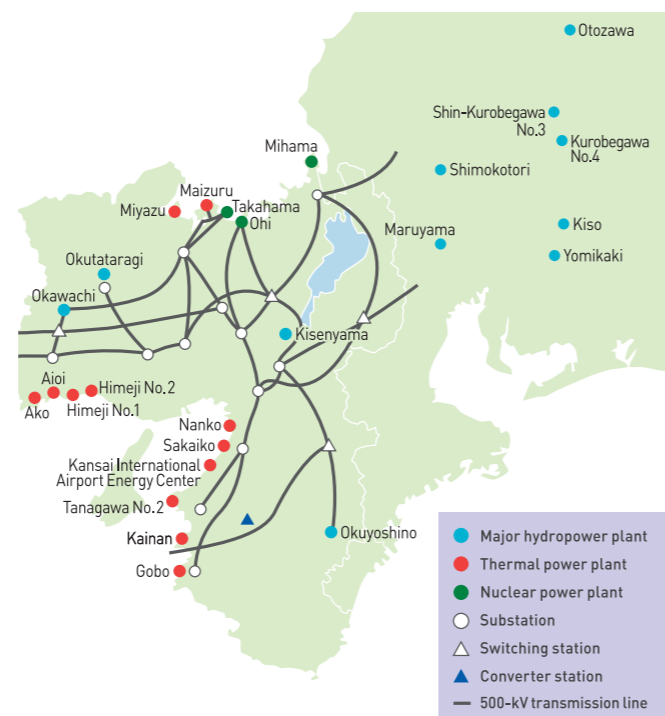 Otozawa
Shin-Kurobegawa
No.3
Kurobegawa
No.4
Mihama
Shimokotori
Maizuru
Miyazu
Takahama
Ohi
Kiso
Maruyama
Yomikaki
Okutataragi
Okawachi
Kisenyama
Aioi
Himeji No.2
Ako
Himeji No.1
Nanko
Sakaiko
Kansai International
Airport Energy Center
Tanagawa No.2
Kainan
Okuyoshino
Gobo
Major hydropower plant
Thermal power plant
Nuclear power plant
Substation
Switching station
Converter station
500-kV transmission line